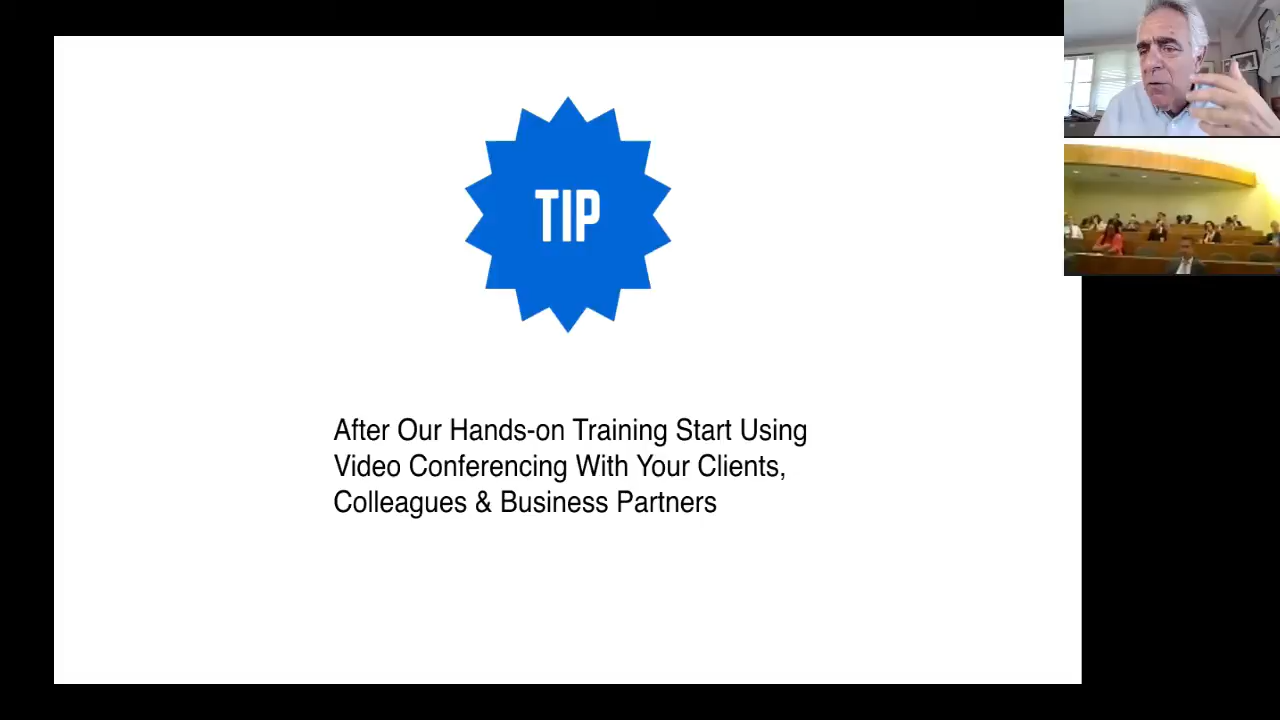 TIP
After Our Hands-on Training Start Using
Video Conferencing With Your Clients,
Colleagues & Business Partners